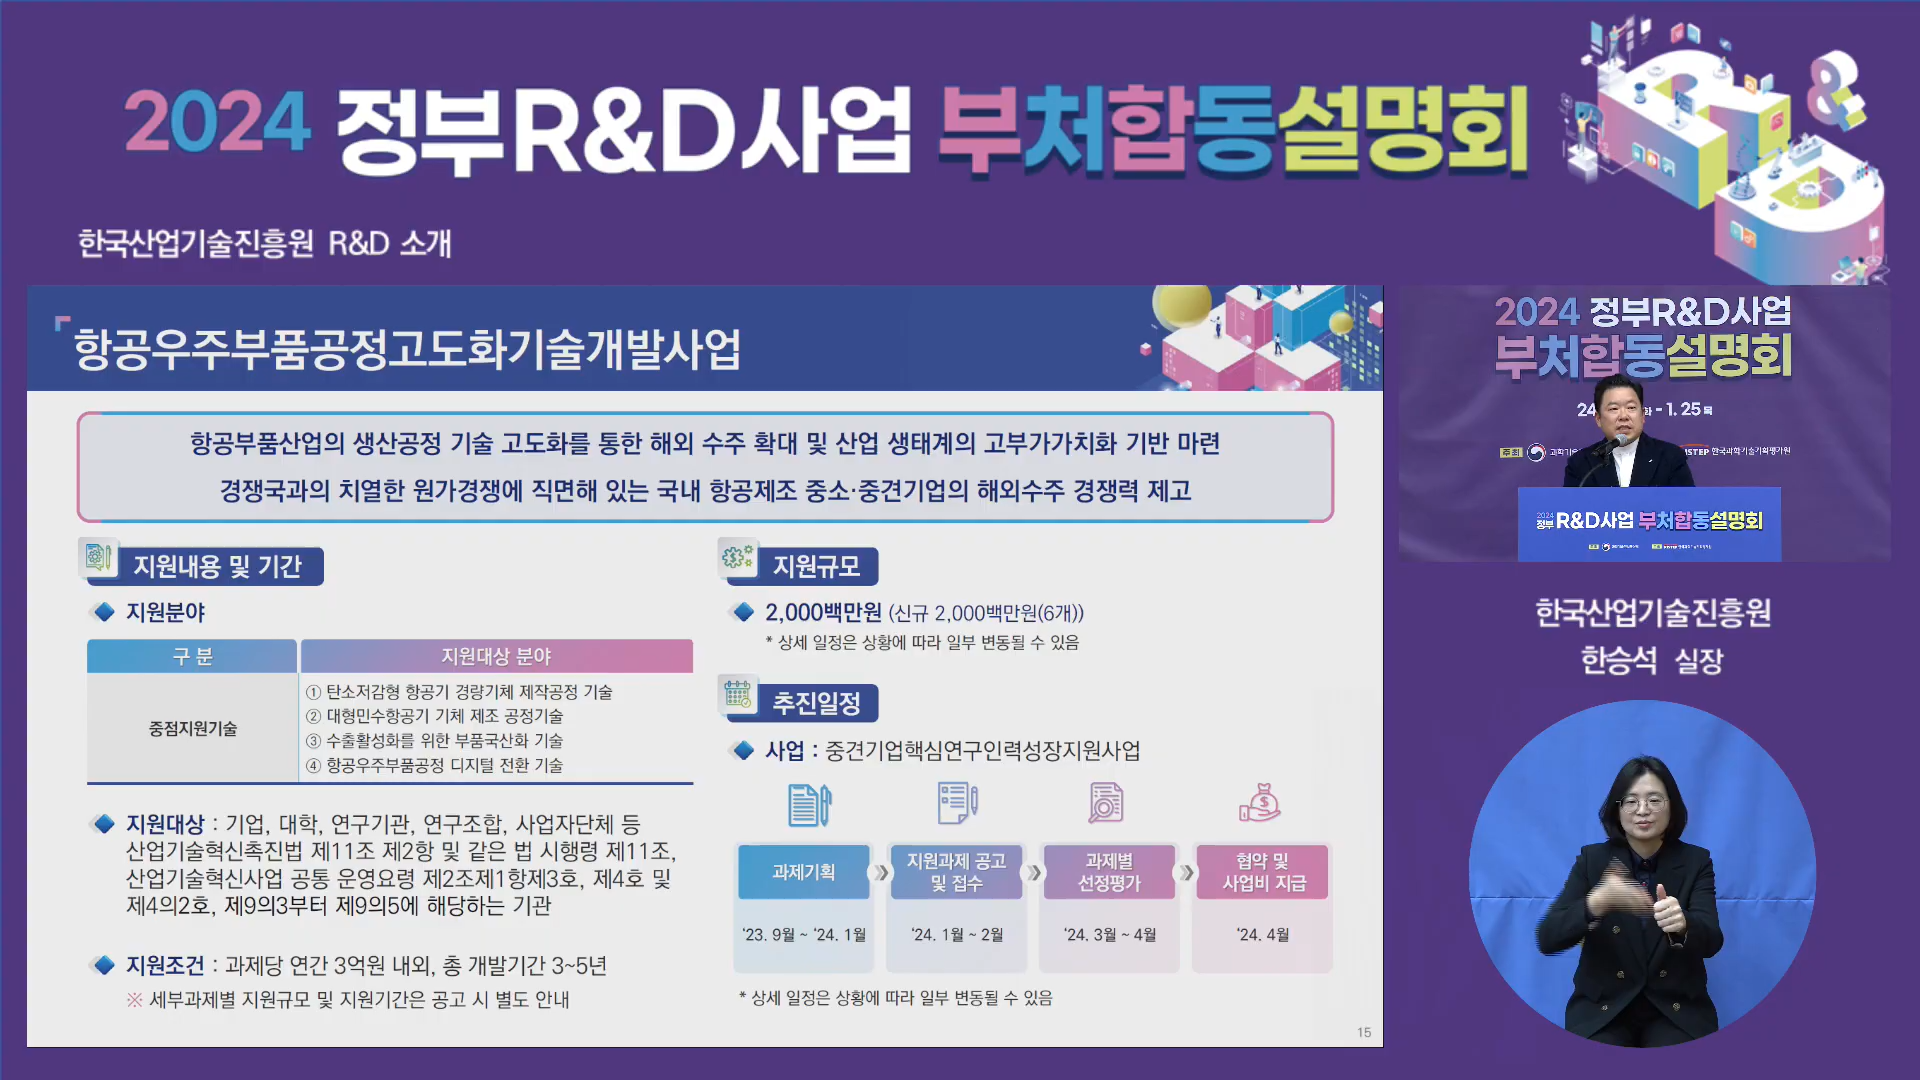 2024 정부R&D사업 부처합동설명회
한국산업기술진흥원 R&D 소개
항공우주부품공정고도화기술개발사업
항공부품산업의 생산공정 기술 고도화를 통한 해외 수주 확대 및 산업 생태계의 고부가가치화 기반 마련
경쟁국과의 치열한 원가경쟁에 직면해 있는 국내 항공제조 중소·중견기업의 해외수주 경쟁력 제고
지원내용 및 기간
지원분야
구 분
지원대상 분야
중점지원기술
① 탄소저감형 항공기 경량기체 제작공정 기술
② 대형민수항공기 기체 제조 공정기술
③ 수출활성화를 위한 부품국산화 기술
④ 항공우주부품공정 디지털 전환 기술
지원대상 : 기업, 대학, 연구기관, 연구조합, 사업자단체 등
산업기술혁신촉진법 제11조 제2항 및 같은 법 시행령 제11조,
산업기술혁신사업 공통 운영요령 제2조제1항제3호, 제4호 및
제4의2호, 제9의3부터 제9의5에 해당하는 기관
지원조건 : 과제당 연간 3억원 내외, 총 개발기간 3~5년
※ 세부과제별 지원규모 및 지원기간은 공고 시 별도 안내
지원규모
2,000백만원 (신규 2,000백만원(6개))
* 상세 일정은 상황에 따라 일부 변동될 수 있음
추진일정
사업 : 중견기업핵심연구인력성장지원사업
과제기획
지원과제 공고
및 접수
과제별
선정평가
협약 및
사업비 지급
‘23. 9월 ~ ‘24. 1월
‘24. 1월 ~ 2월
‘24. 3월 ~ 4월
‘24. 4월
* 상세 일정은 상황에 따라 일부 변동될 수 있음
15
2024 정부R&D사업
부처합동설명회
24
- 1. 25 목
주최
한국과학기술기획평가원
2024
정부 R&D사업 부처합동설명회
한국산업기술진흥원
한승석 실장